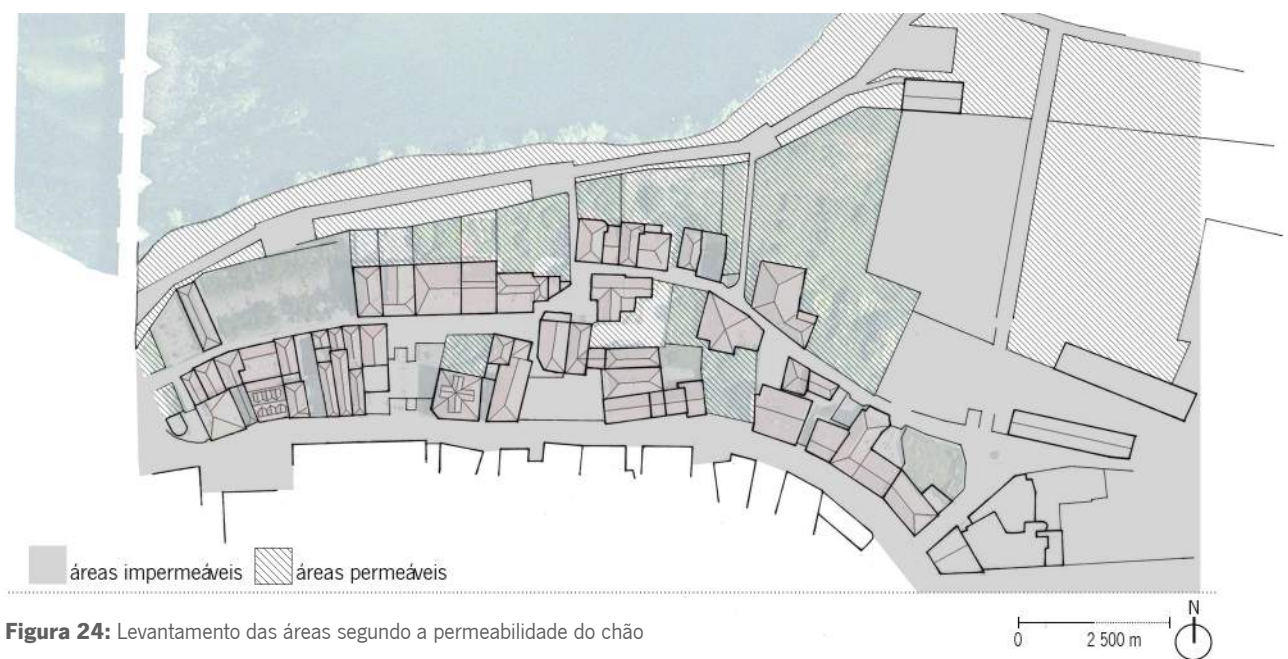 áreas impermeáveis
áreas permeáveis
Figura 24: Levantamento das áreas segundo a permeabilidade do chão
0 2 500 m
N